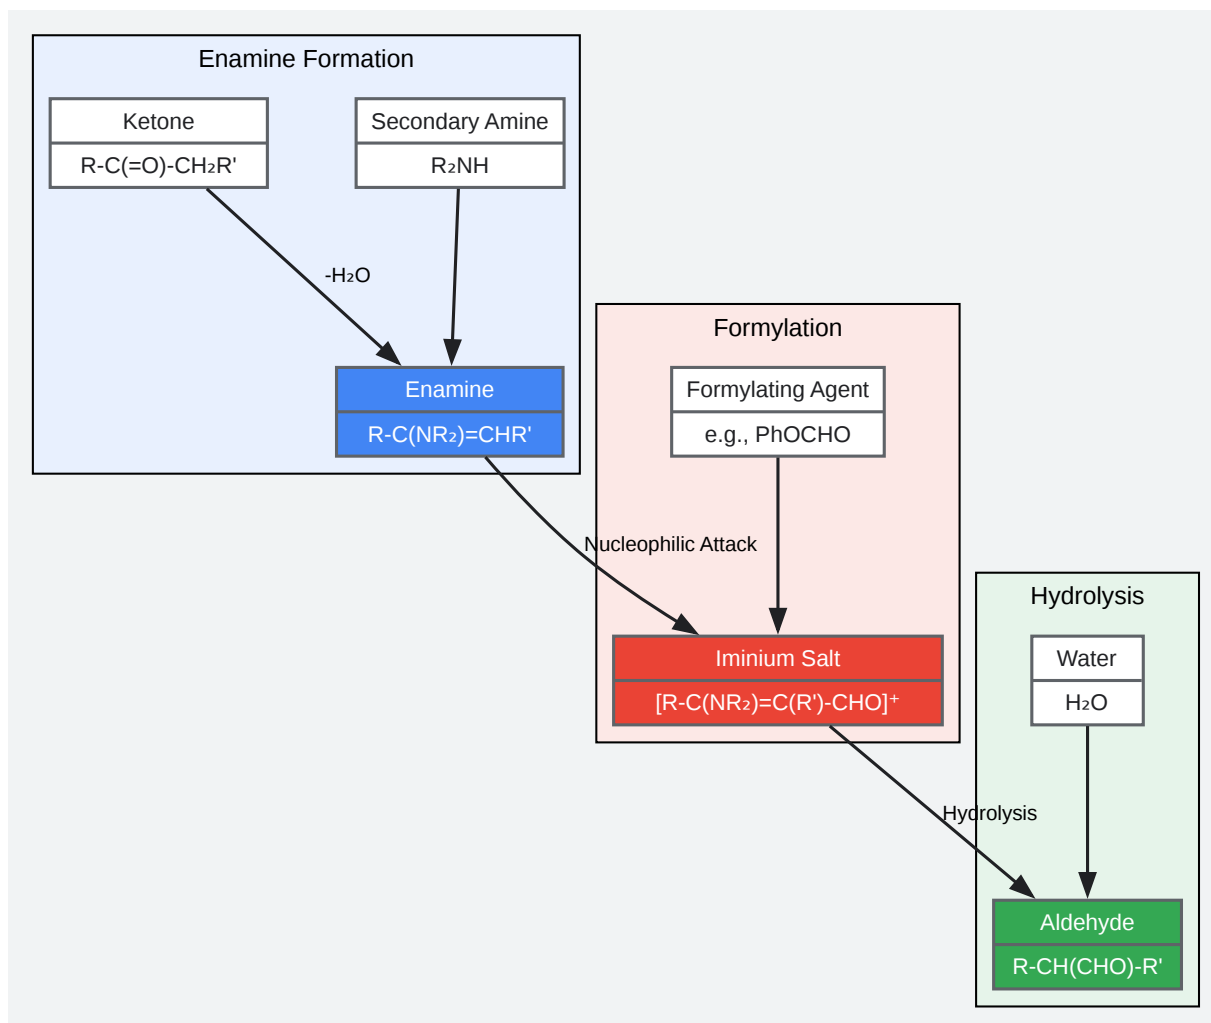 Enamine Formation
Ketone
R-C(=O)-CH₂R'
Secondary Amine
R₂NH
-H₂O
Enamine
R-C(NR₂)=CHR'
Formylation
Formylating Agent
e.g., PhOCHO
Nucleophilic Attack
Iminium Salt
[R-C(NR₂)=C(R')-CHO]⁺
Hydrolysis
Water
H₂O
Hydrolysis
Aldehyde
R-CH(CHO)-R'